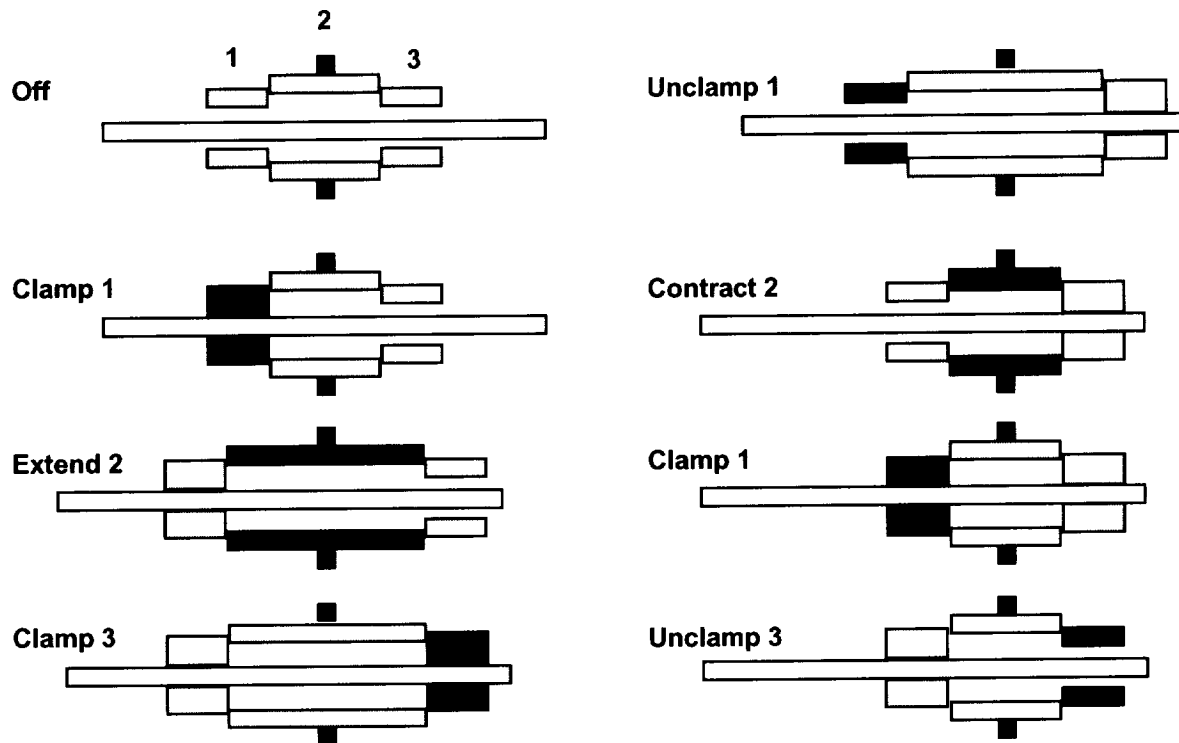 Off
1
2
3
Clamp 1
Extend 2
Clamp 3
Unclamp 1
Contract 2
Clamp 1
Unclamp 3